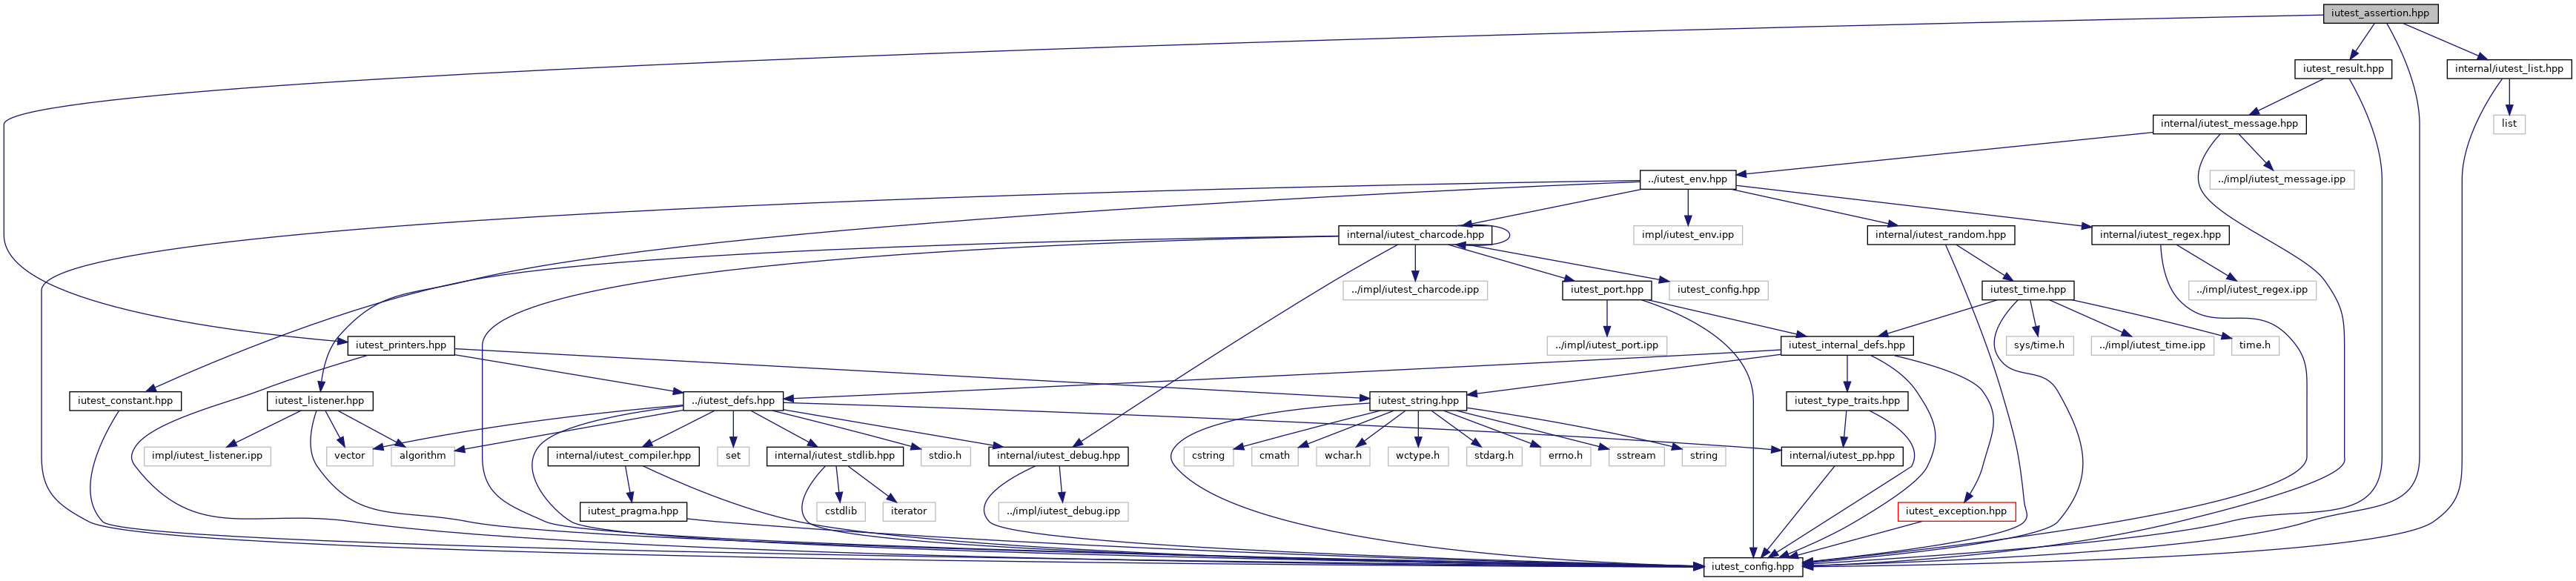 iutest_assertion.hpp
iutest_result.hpp
internal/iutest_list.hpp
internal/iutest_message.hpp
list
../iutest_env.hpp
../impl/iutest_message.ipp
internal/iutest_charcode.hpp
impl/iutest_env.ipp
internal/iutest_random.hpp
internal/iutest_regex.hpp
../impl/iutest_charcode.ipp
iutest_port.hpp
iutest_config.hpp
iutest_time.hpp
../impl/iutest_regex.ipp
iutest_printers.hpp
../impl/iutest_port.ipp
iutest_internal_defs.hpp
sys/time.h
../impl/iutest_time.ipp
time.h
iutest_constant.hpp
iutest_listener.hpp
../iutest_defs.hpp
iutest_string.hpp
iutest_type_traits.hpp
impl/iutest_listener.ipp
vector
algorithm
internal/iutest_compiler.hpp
set
internal/iutest_stdlib.hpp
stdio.h
internal/iutest_debug.hpp
cstring
cmath
wchar.h
wctype.h
stdarg.h
errno.h
sstream
string
internal/iutest_pp.hpp
iutest_pragma.hpp
cstdlib
iterator
../impl/iutest_debug.ipp
iutest_exception.hpp
iutest_config.hpp